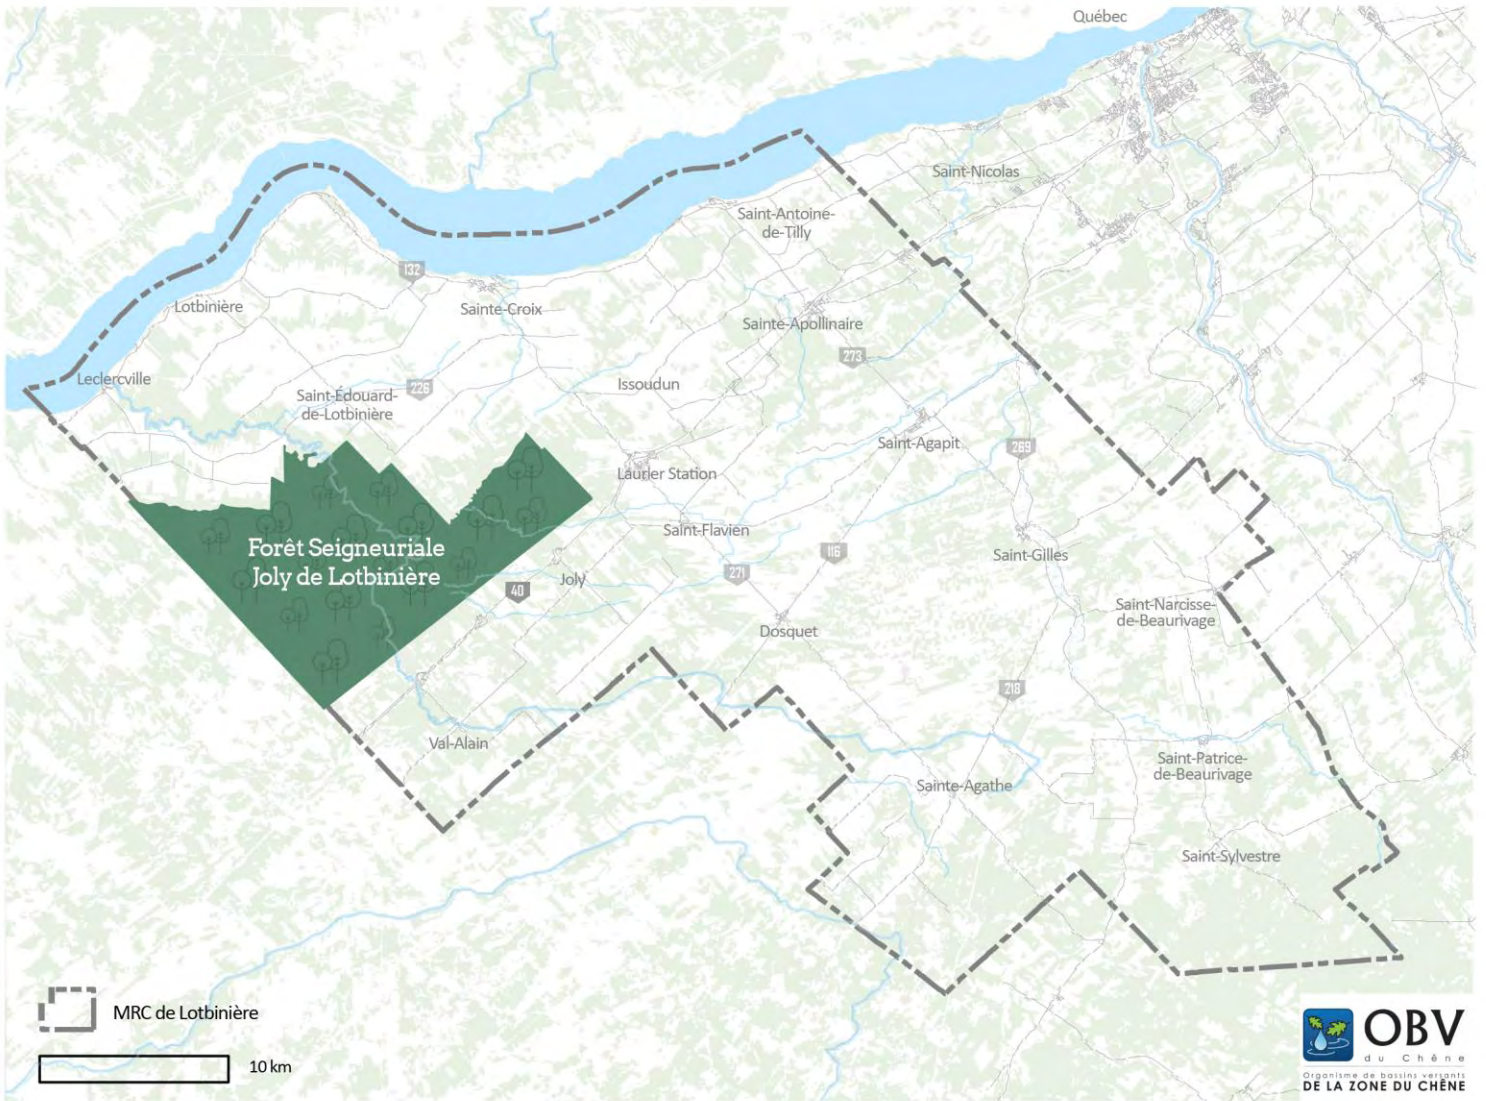 Québec
Saint-Nicolas
Saint-Antoine-
de-Tilly
132
Lotbinière
Sainte-Croix
Sainte-Apollinaire
273
Leclercville
Issoudun
226
Saint-Édouard-
de-Lotbinière
Saint-Agapit
269
Laurier Station
Saint-Flavien
Forêt Seigneuriale
Joly de Lotbinière
116
Saint-Gilles
271
Joly
40
Saint-Narcisse-
de-Beaurivage
Dosquet
218
Val-Alain
Saint-Patrice-
de-Beaurivage
Sainte-Agathe
Saint-Sylvestre
MRC de Lotbinière
10 km
OBV
du Chêne
Organisme de bassins versants
DE LA ZONE DU CHÊNE